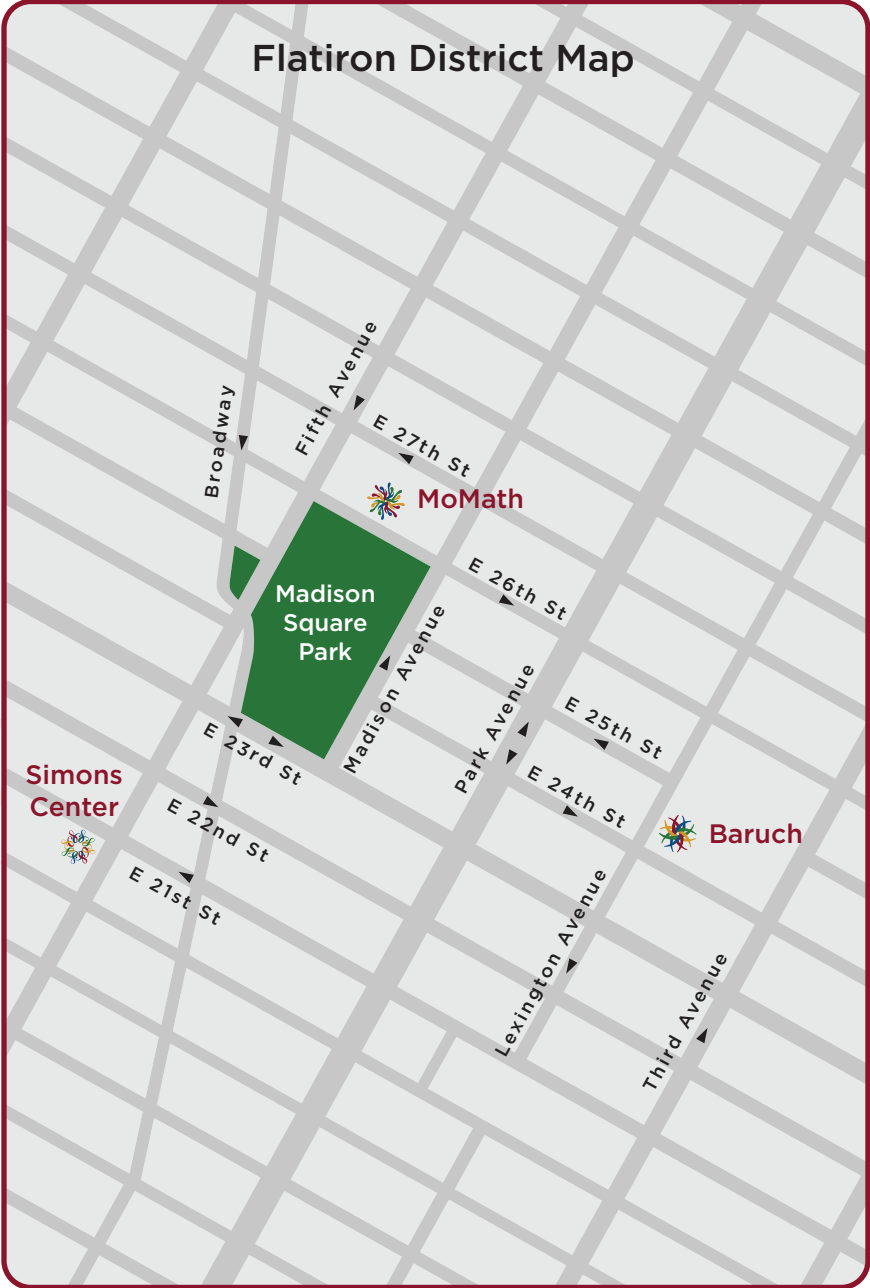 Flatiron District Map
Broadway
Fifth Avenue
E 27th St
MoMath
E 26th St
Madison
Square
Park
Madison Avenue
Park Avenue
E 25th St
E 23rd St
E 24th St
Simons
Center
E 22nd St
Baruch
E 21st St
Lexington Avenue
Third Avenue